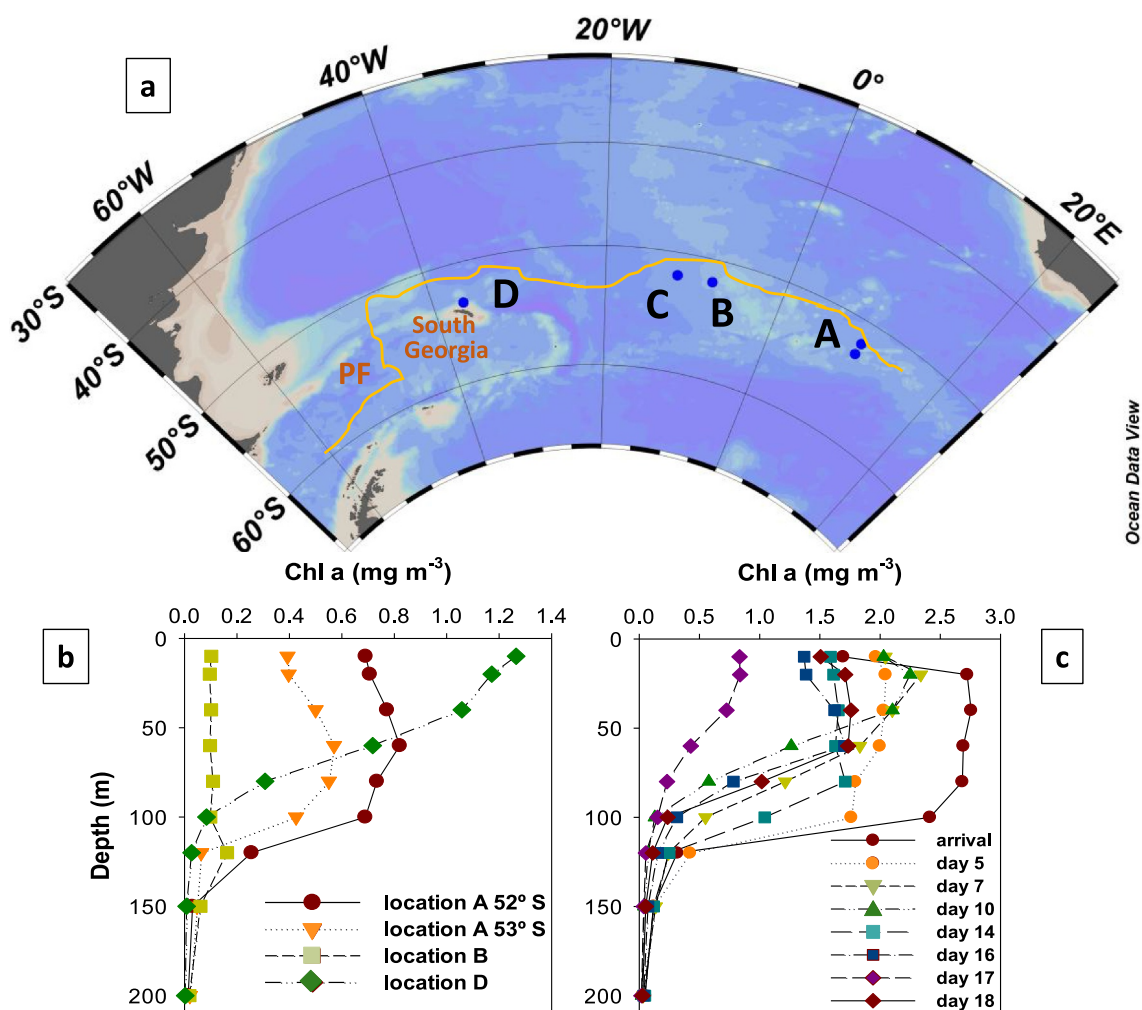 a
60°W
40°W
20°W
0°
20°E
30°S
40°S
50°S
60°S
D
C
B
A
South
Georgia
PF
Ocean Data View
b
Chl a (mg m-3)
0.0 0.2 0.4 0.6 0.8 1.0 1.2 1.4
Depth (m)
0
50
100
150
200
location A 52º S
location A 53º S
location B
location D
c
Chl a (mg m-3)
0.0 0.5 1.0 1.5 2.0 2.5 3.0
0
50
100
150
200
arrival
day 5
day 7
day 10
day 14
day 16
day 17
day 18